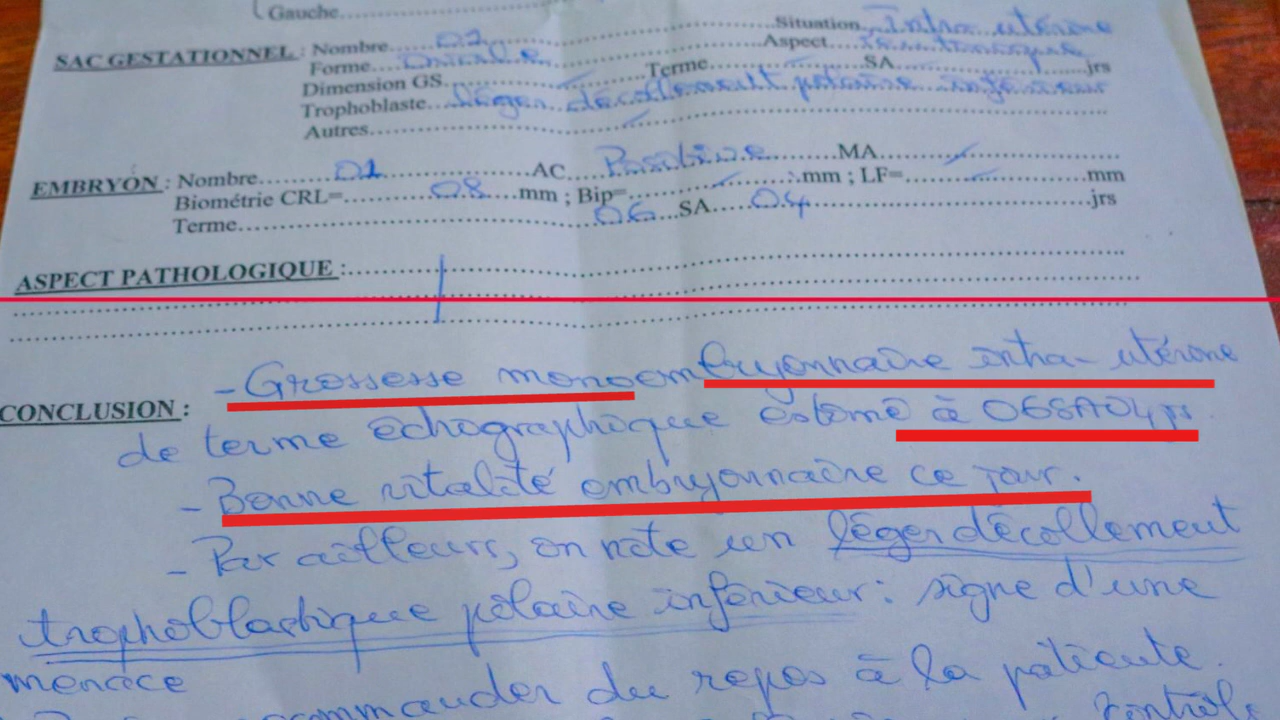 Gauche
SAC GESTATIONNEL : Nombre 01 Situation Intra utérine
Forme Ovoïde Aspect
Dimension GS Terme SA jrs
Trophoblaste Léger décollement polaire inférieur
Autres
EMBRYON : Nombre 01 AC Positive MA
Biométrie CRL= 08 mm ; Bip= mm ; LF= mm
Terme 06 SA 04 jrs
ASPECT PATHOLOGIQUE :
CONCLUSION : - Grossesse monoembryonnaire intra-utérine
de terme échographique estimé à 06SA04jrs.
- Bonne vitalité embryonnaire ce jour.
- Par ailleurs, on note un léger décollement
trophoblastique polaire inférieur : signe d'une
menace
du repos à la patiente.
contrôle